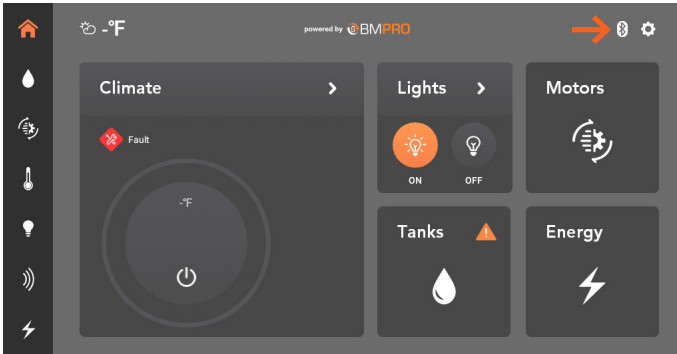 -°F
powered by BMPRO
Climate
Lights
Motors
Fault
ON
OFF
-°F
Tanks
Energy